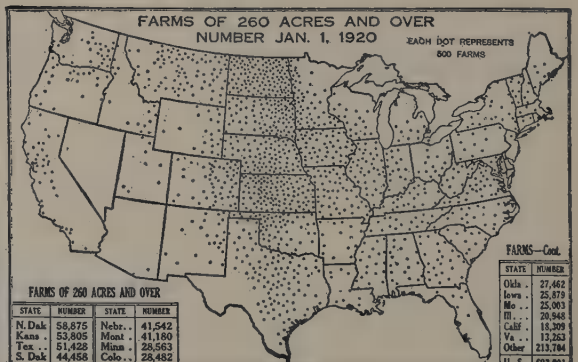 FARMS OF 260 ACRES AND OVER
NUMBER JAN. 1, 1920
EACH DOT REPRESENTS
500 FARMS
FARMS OF 260 ACRES AND OVER
STATE NUMBER STATE NUMBER
N. Dak 58,875 Nebr. . 41,542
Kans . 53,805 Mont . 41,180
Tex . . 51,428 Minn . 28,563
S. Dak 44,458 Colo. . 28,482
FARMS—Cont.
STATE NUMBER
Okla . 27,462
Iowa . 25,879
Mo . . 25,003
Ill. . . 20,948
Calif 18,309
Va . . 13,263
Other 213,704